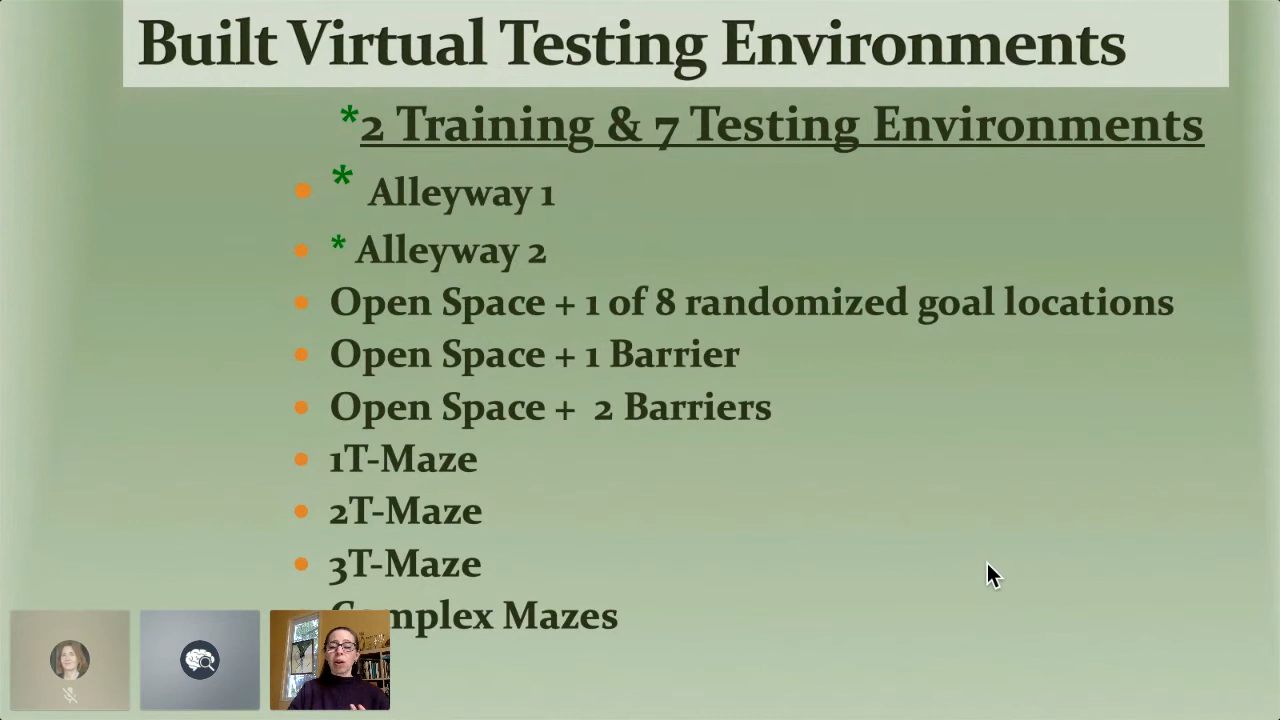 Built Virtual Testing Environments
*2 Training & 7 Testing Environments
* Alleyway 1
* Alleyway 2
Open Space + 1 of 8 randomized goal locations
Open Space + 1 Barrier
Open Space + 2 Barriers
1T-Maze
2T-Maze
3T-Maze
Complex Mazes